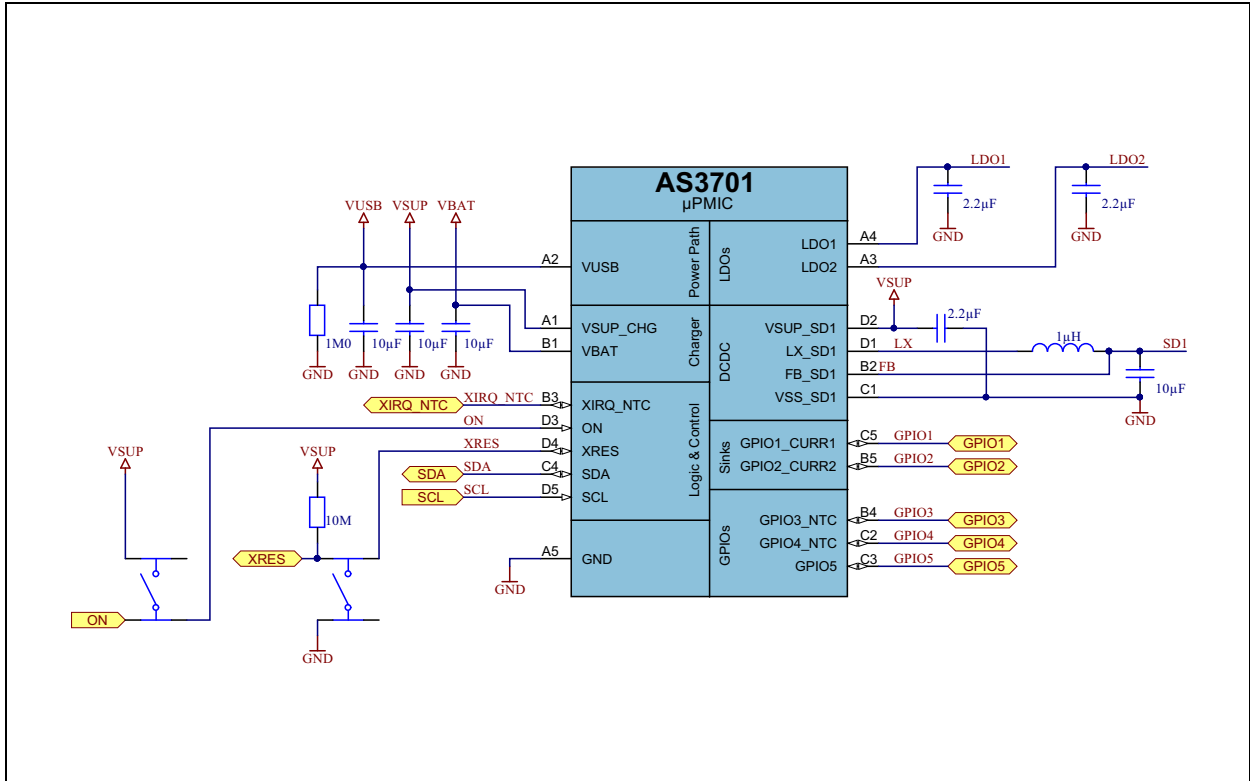 AS3701
µPMIC
LDO1
LDO2
2.2µF
2.2µF
GND
GND
VUSB
VSUP
VBAT
A2
VUSB
Power Path
LDOs
LDO1
A4
LDO2
A3
1M0
10µF
10µF
10µF
GND
GND
GND
GND
A1
VSUP_CHG
B1
VBAT
Charger
DCDC
VSUP_SD1
D2
VSUP
2.2µF
LX_SD1
D1
LX
1µH
SD1
FB_SD1
B2
FB
VSS_SD1
C1
10µF
GND
XIRQ_NTC
XIRQ_NTC
B3
XIRQ_NTC
ON
D3
ON
XRES
D4
XRES
SDA
SDA
C4
SDA
SCL
SCL
D5
SCL
Logic & Control
Sinks
GPIO1_CURR1
C5
GPIO1
GPIO1
GPIO2_CURR2
B5
GPIO2
GPIO2
GPIOs
GPIO3_NTC
B4
GPIO3
GPIO3
GPIO4_NTC
C2
GPIO4
GPIO4
GPIO5
C3
GPIO5
GPIO5
A5
GND
GND
VSUP
VSUP
10M
XRES
ON
GND